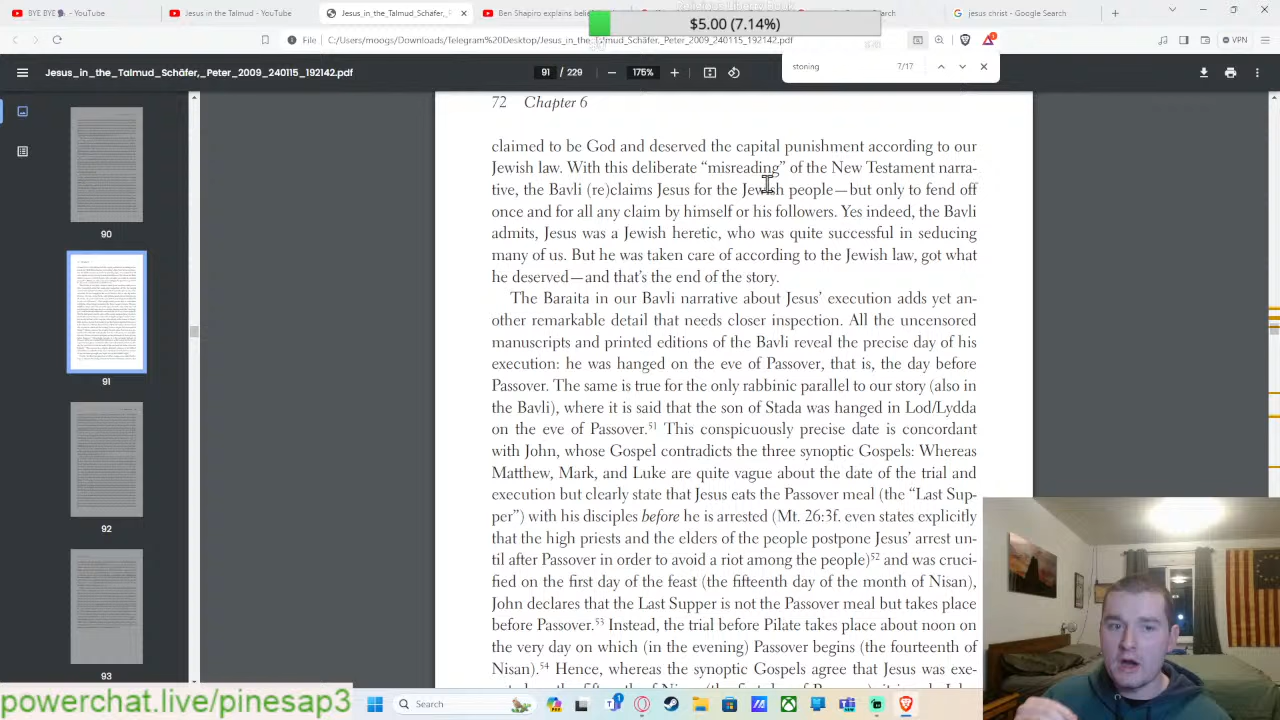 YouTube
Jesus in the Talmud - YouTube
Jesus_in_the_Talmud_Schäfer,_F
Ben Shapiro explains belie
jesus christ - Google Search
$5.00 (7.14%)
File
C:/Users/moogs/Downloads/Telegram%20Desktop/Jesus_in_the_Talmud_Schäfer,_Peter_2009_240115_192142.pdf
VPN
Jesus_in_the_Talmud_Schäfer,_Peter_2009_240115_192142.pdf
91 / 229
175%
stoning
7/17
90
91
92
93
72 Chapter 6
claimed to be God and deserved the capital punishment according to our
Jewish law. With this deliberate “misreading” of the New Testament narra-
tive, the Bavli (re)claims Jesus for the Jewish people—but only to fend off
once and for all any claim by himself or his followers. Yes indeed, the Bavli
admits, Jesus was a Jewish heretic, who was quite successful in seducing
many of us. But he was taken care of according to the Jewish law, got what
he deserved—and that’s the end of the story.
The Baraita in our Bavli narrative about Jesus’ execution adds yet an-
other remarkable detail that needs closer inspection. All the uncensored
manuscripts and printed editions of the Bavli reveal the precise day of his
execution: he was hanged on the eve of Passover, that is, the day before
Passover. The same is true for the only rabbinic parallel to our story (also in
the Bavli), where it is said that the son of Stada was hanged in Lod/Lydda
on the eve of Passover.51 This conspicuously precise date is concordant
with John, whose Gospel contradicts the three synoptic Gospels: Whereas
Matthew, Mark, and Luke are quite vague about the date of the trial and
execution but clearly state that Jesus eats the Passover meal (the “Last Sup-
per”) with his disciples before he is arrested (Mt. 26:3f. even states explicitly
that the high priests and the elders of the people postpone Jesus’ arrest un-
til after Passover in order to avoid a riot among the people)52 and was cruci-
fied on the first day of the feast (the fifteenth day of the month of Nisan),
John declares that the Last Supper is not the Passover meal but takes place
before Passover.53 Instead, the trial before Pilate takes place about noon on
the very day on which (in the evening) Passover begins (the fourteenth of
Nisan).54 Hence, whereas the synoptic Gospels agree that Jesus was exe-
powerchat.live/pinesap3
Search